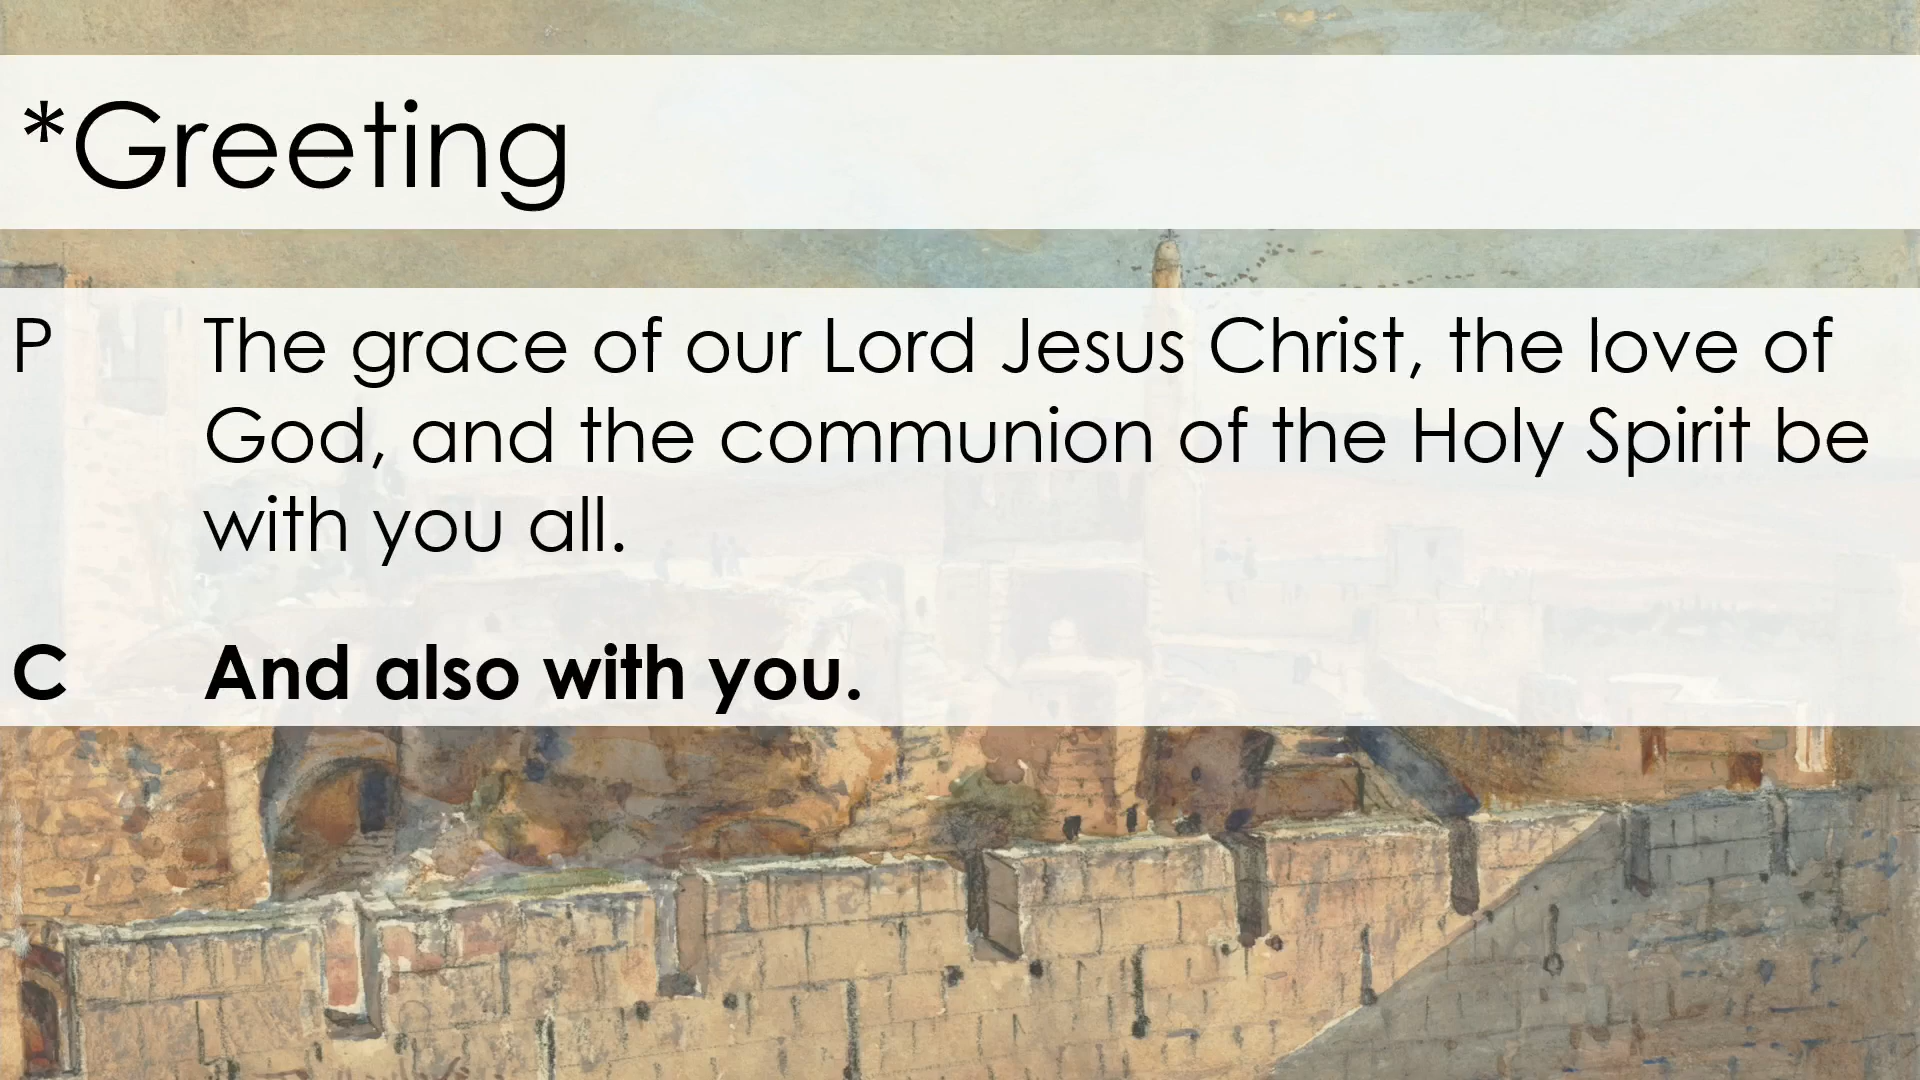 *Greeting
P The grace of our Lord Jesus Christ, the love of
God, and the communion of the Holy Spirit be
with you all.
C And also with you.